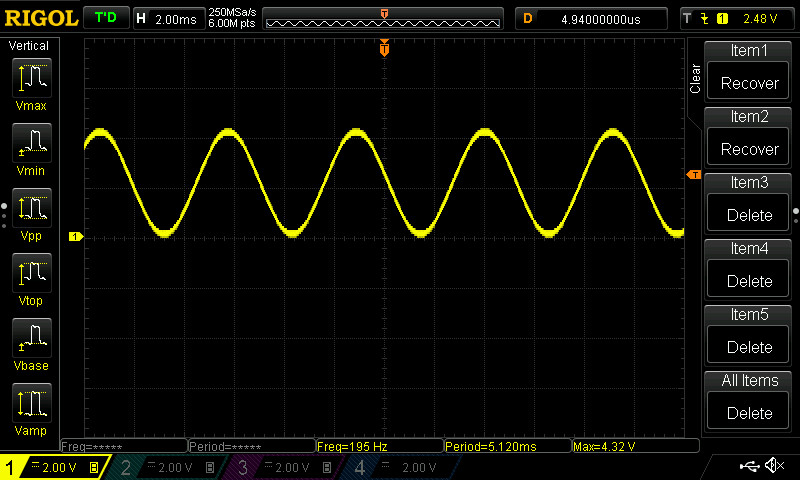 RIGOL T'D H 2.00ms 250MSa/s 6.00M pts T D 4.94000000us T 1 2.48 V
Vertical
Vmax
Vmin
Vpp
Vtop
Vbase
Vamp
T
T
1
Clear
Item1
Recover
Item2
Recover
Item3
Delete
Item4
Delete
Item5
Delete
All Items
Delete
Freq=***** Period=***** Freq=195 Hz Period=5.120ms Max=4.32 V
1 2.00 V B 2 2.00 V B 3 2.00 V B 4 2.00 V